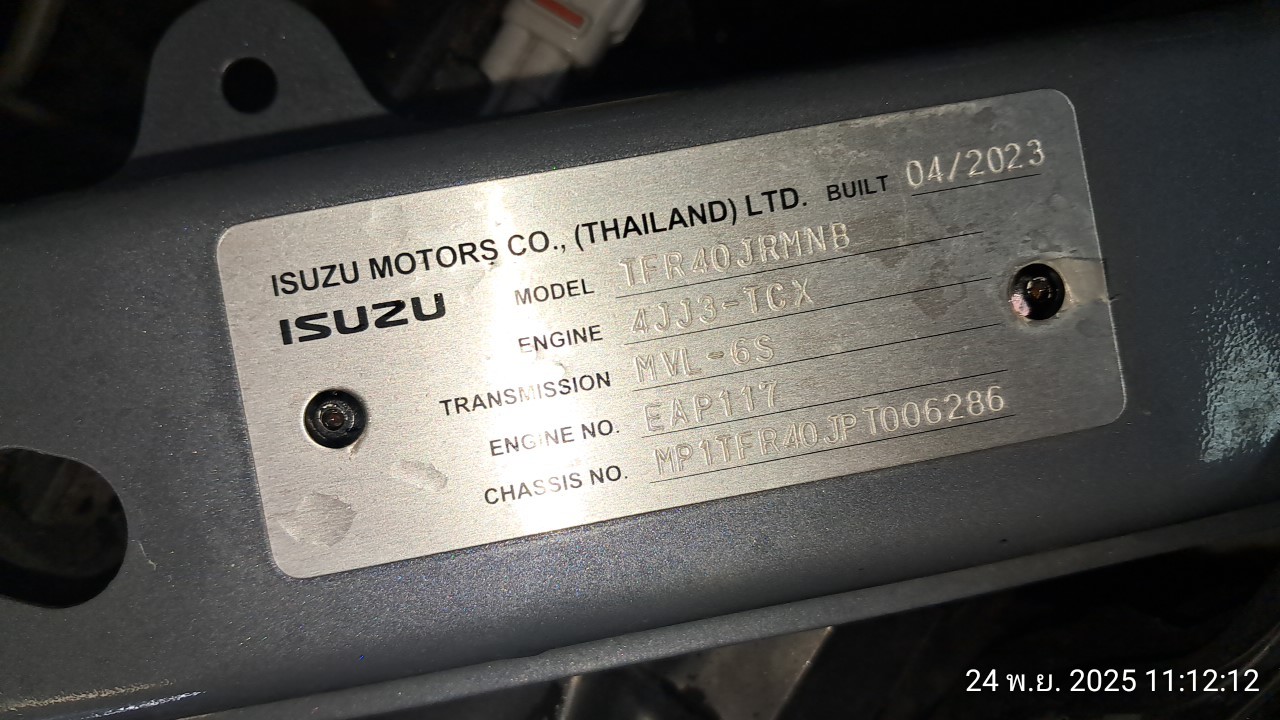 ISUZU MOTORS CO., (THAILAND) LTD. BUILT 04/2023
ISUZU
MODEL TFR40JRMNB
ENGINE 4JJ3-TCX
TRANSMISSION MVL-6S
ENGINE NO. EAP117
CHASSIS NO. MP1TFR40JPT006286
24 พ.ย. 2025 11:12:12